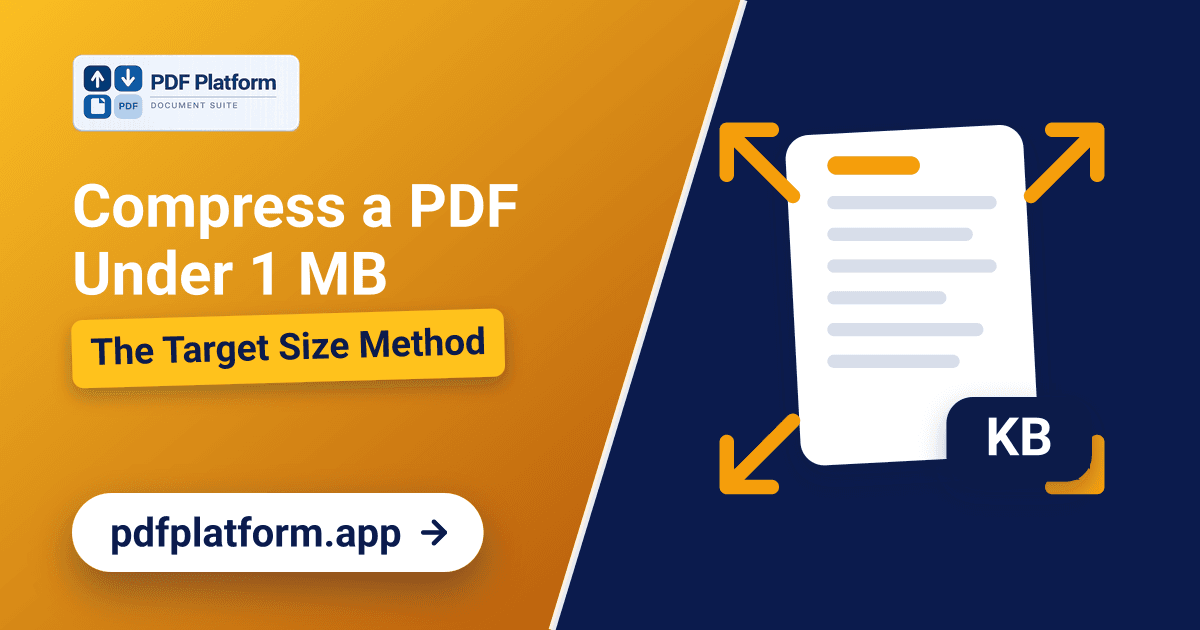 PDF Platform
PDF
DOCUMENT SUITE
Compress a PDF
Under 1 MB
The Target Size Method
pdfplatform.app
KB